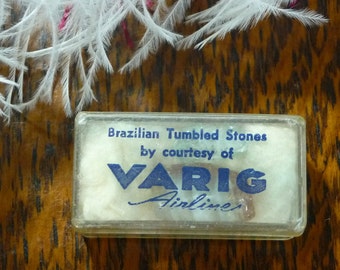 Brazilian Tumbled Stones
by courtesy of
VARIG
Airlines